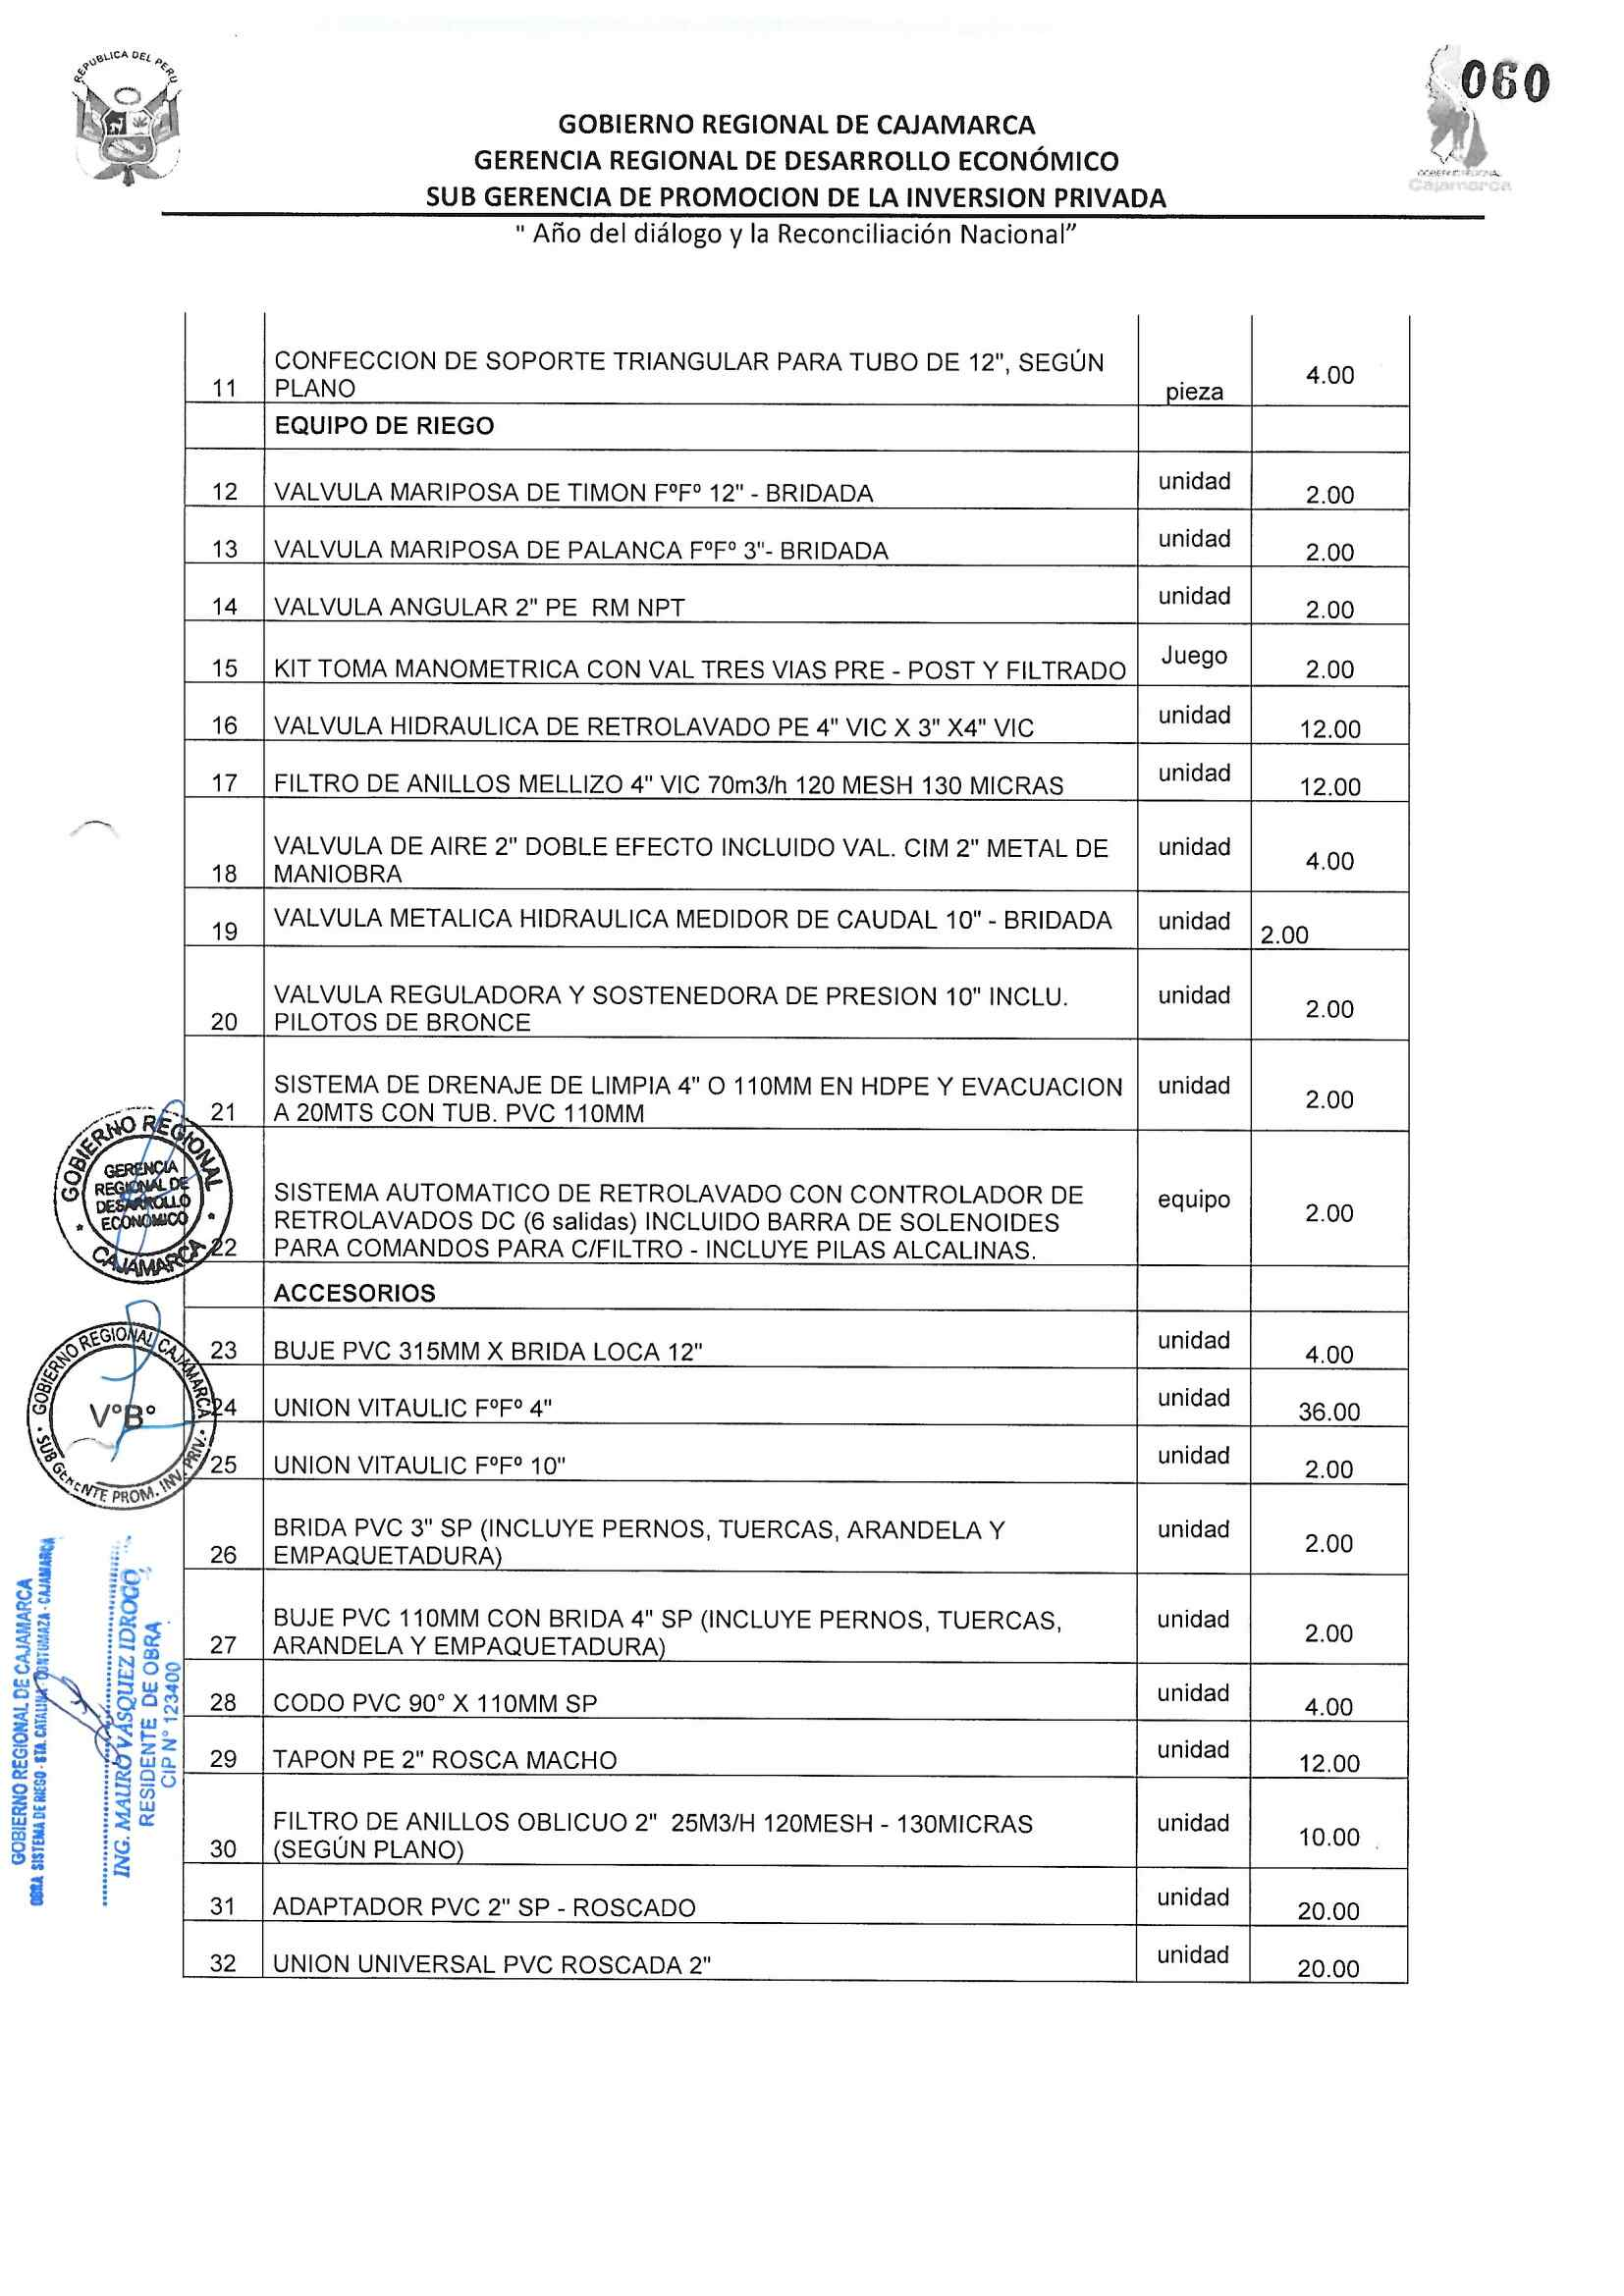 REPUBLICA DEL PERU
060
GOBIERNO REGIONAL
Cajamarca
GOBIERNO REGIONAL DE CAJAMARCA
GERENCIA REGIONAL DE DESARROLLO ECONÓMICO
SUB GERENCIA DE PROMOCION DE LA INVERSION PRIVADA
" Año del diálogo y la Reconciliación Nacional”
CONFECCION DE SOPORTE TRIANGULAR PARA TUBO DE 12", SEGÚN
11 PLANO pieza 4.00
EQUIPO DE RIEGO
12 VALVULA MARIPOSA DE TIMON FºFº 12" - BRIDADA unidad 2.00
13 VALVULA MARIPOSA DE PALANCA FºFº 3"- BRIDADA unidad 2.00
14 VALVULA ANGULAR 2" PE RM NPT unidad 2.00
15 KIT TOMA MANOMETRICA CON VAL TRES VIAS PRE - POST Y FILTRADO Juego 2.00
16 VALVULA HIDRAULICA DE RETROLAVADO PE 4" VIC X 3" X4" VIC unidad 12.00
17 FILTRO DE ANILLOS MELLIZO 4" VIC 70m3/h 120 MESH 130 MICRAS unidad 12.00
VALVULA DE AIRE 2" DOBLE EFECTO INCLUIDO VAL. CIM 2" METAL DE
18 MANIOBRA unidad 4.00
19 VALVULA METALICA HIDRAULICA MEDIDOR DE CAUDAL 10" - BRIDADA unidad 2.00
VALVULA REGULADORA Y SOSTENEDORA DE PRESION 10" INCLU.
20 PILOTOS DE BRONCE unidad 2.00
SISTEMA DE DRENAJE DE LIMPIA 4" O 110MM EN HDPE Y EVACUACION
21 A 20MTS CON TUB. PVC 110MM unidad 2.00
SISTEMA AUTOMATICO DE RETROLAVADO CON CONTROLADOR DE
RETROLAVADOS DC (6 salidas) INCLUIDO BARRA DE SOLENOIDES
22 PARA COMANDOS PARA C/FILTRO - INCLUYE PILAS ALCALINAS. equipo 2.00
ACCESORIOS
23 BUJE PVC 315MM X BRIDA LOCA 12" unidad 4.00
24 UNION VITAULIC FºFº 4" unidad 36.00
25 UNION VITAULIC FºFº 10" unidad 2.00
BRIDA PVC 3" SP (INCLUYE PERNOS, TUERCAS, ARANDELA Y
26 EMPAQUETADURA) unidad 2.00
BUJE PVC 110MM CON BRIDA 4" SP (INCLUYE PERNOS, TUERCAS,
27 ARANDELA Y EMPAQUETADURA) unidad 2.00
28 CODO PVC 90° X 110MM SP unidad 4.00
29 TAPON PE 2" ROSCA MACHO unidad 12.00
FILTRO DE ANILLOS OBLICUO 2" 25M3/H 120MESH - 130MICRAS
30 (SEGÚN PLANO) unidad 10.00
31 ADAPTADOR PVC 2" SP - ROSCADO unidad 20.00
32 UNION UNIVERSAL PVC ROSCADA 2" unidad 20.00
GOBIERNO REGIONAL
GERENCIA
REGIONAL DE
DESARROLLO
ECONOMICO
CAJAMARCA
GOBIERNO REGIONAL CAJAMARCA
V°B°
SUB GERENTE PROM. INV. PRIV.
GOBIERNO REGIONAL DE CAJAMARCA
OBRA SISTEMA DE RIEGO - STA. CATALINA - CONTUMAZA - CAJAMARCA
ING. MAURO VÁSQUEZ IDROGO
RESIDENTE DE OBRA
CIP N° 123400